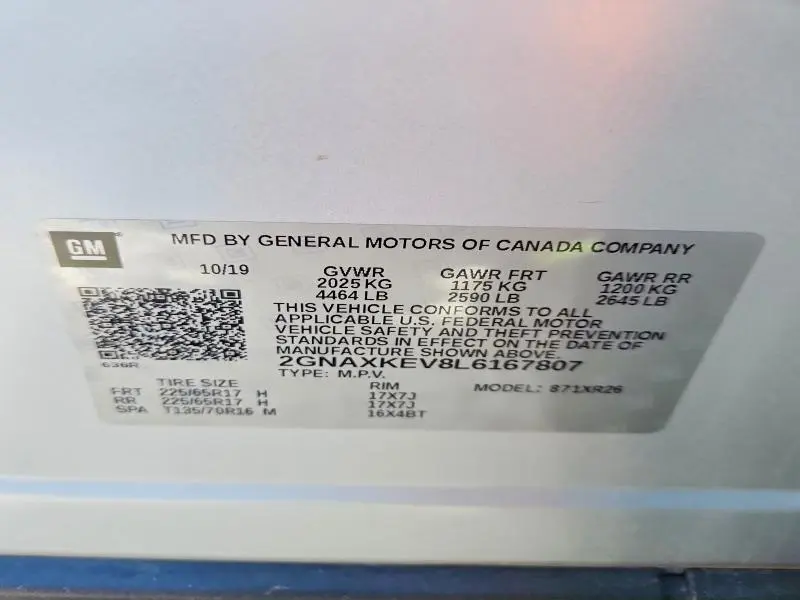 GM
MFD BY GENERAL MOTORS OF CANADA COMPANY
10/19 GVWR GAWR FRT GAWR RR
2025 KG 1175 KG 1200 KG
4464 LB 2590 LB 2645 LB
THIS VEHICLE CONFORMS TO ALL
APPLICABLE U.S. FEDERAL MOTOR
VEHICLE SAFETY AND THEFT PREVENTION
STANDARDS IN EFFECT ON THE DATE OF
MANUFACTURE SHOWN ABOVE.
636R 2GNAXKEV8L6167807
TYPE: M.P.V.
TIRE SIZE RIM MODEL: 871XR26
FRT 225/65R17 H 17X7J
RR 225/65R17 H 17X7J
SPA T135/70R16 M 16X4BT